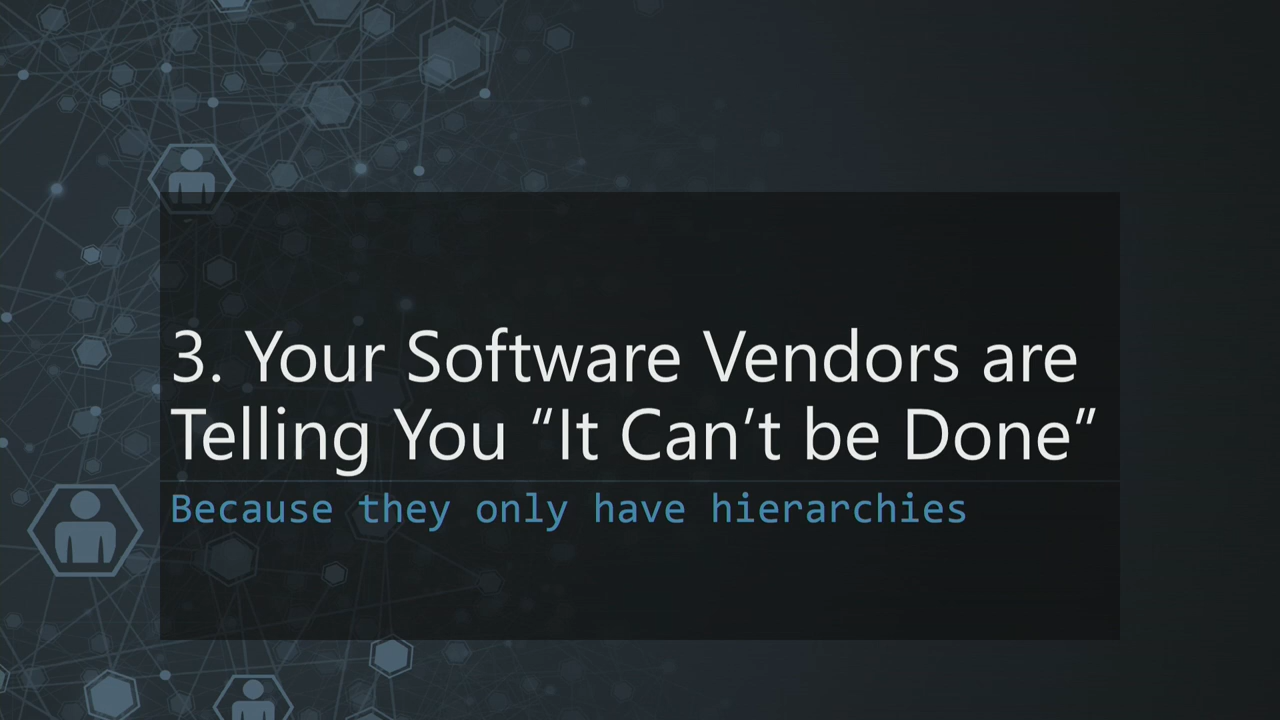 3. Your Software Vendors are
Telling You “It Can’t be Done”
Because they only have hierarchies